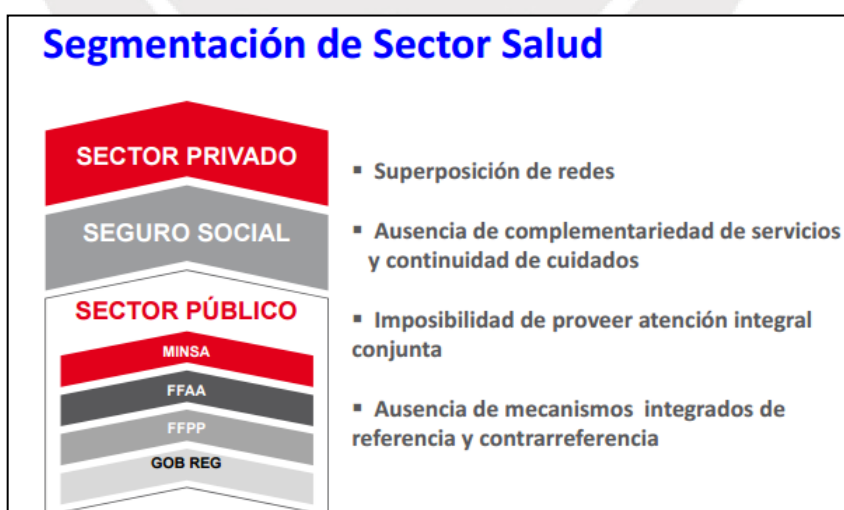 Segmentación de Sector Salud
SECTOR PRIVADO
SEGURO SOCIAL
SECTOR PÚBLICO
MINSA
FFAA
FFPP
GOB REG
▪ Superposición de redes
▪ Ausencia de complementariedad de servicios
y continuidad de cuidados
▪ Imposibilidad de proveer atención integral
conjunta
▪ Ausencia de mecanismos integrados de
referencia y contrarreferencia